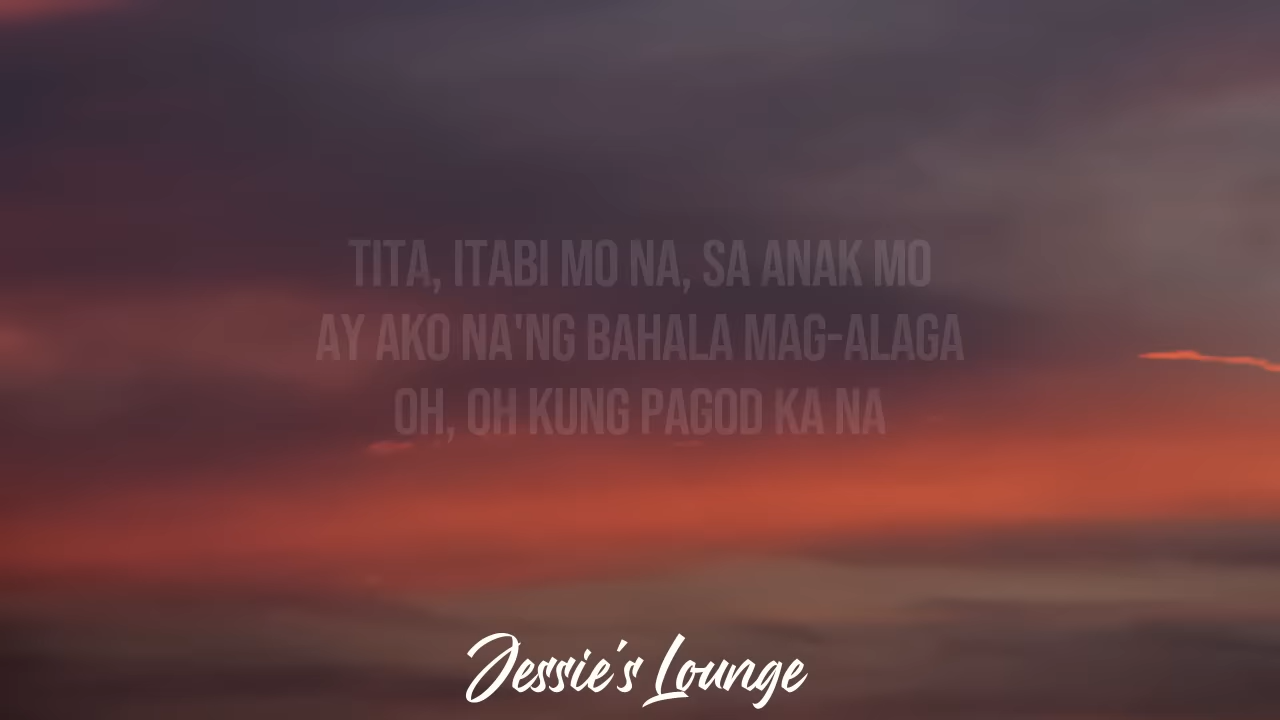 TITA, ITABI MO NA, SA ANAK MO
AY AKO NA'NG BAHALA MAG-ALAGA
OH, OH KUNG PAGOD KA NA
Jessie's Lounge